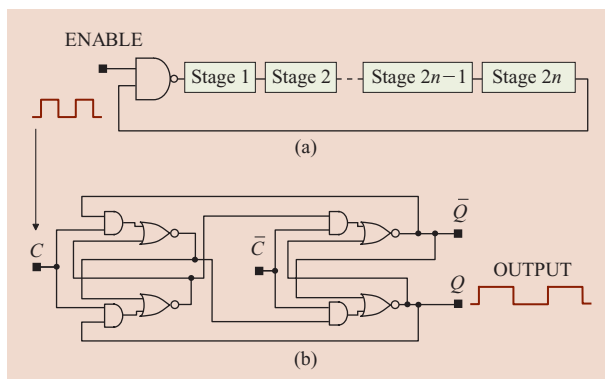 ENABLE
Stage 1
Stage 2
Stage 2n−1
Stage 2n
(a)
C
C̄
Q̄
Q
OUTPUT
(b)